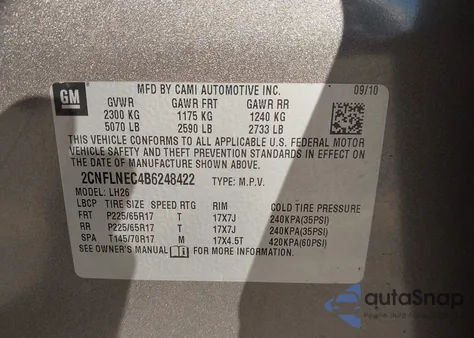 GM
MFD BY CAMI AUTOMOTIVE INC. 09/10
GVWR GAWR FRT GAWR RR
2300 KG 1175 KG 1240 KG
5070 LB 2590 LB 2733 LB
THIS VEHICLE CONFORMS TO ALL APPLICABLE U.S. FEDERAL MOTOR
VEHICLE SAFETY AND THEFT PREVENTION STANDARDS IN EFFECT
ON THE DATE OF MANUFACTURE SHOWN ABOVE.
2CNFLNEC4B6248422 TYPE: M.P.V.
MODEL: LH26
LBCP TIRE SIZE SPEED RTG RIM COLD TIRE PRESSURE
FRT P225/65R17 T 17X7J 240KPA(35PSI)
RR P225/65R17 T 17X7J 240KPA(35PSI)
SPA T145/70R17 M 17X4.5T 420KPA(60PSI)
SEE OWNER'S MANUAL FOR MORE INFORMATION.
autaSnap